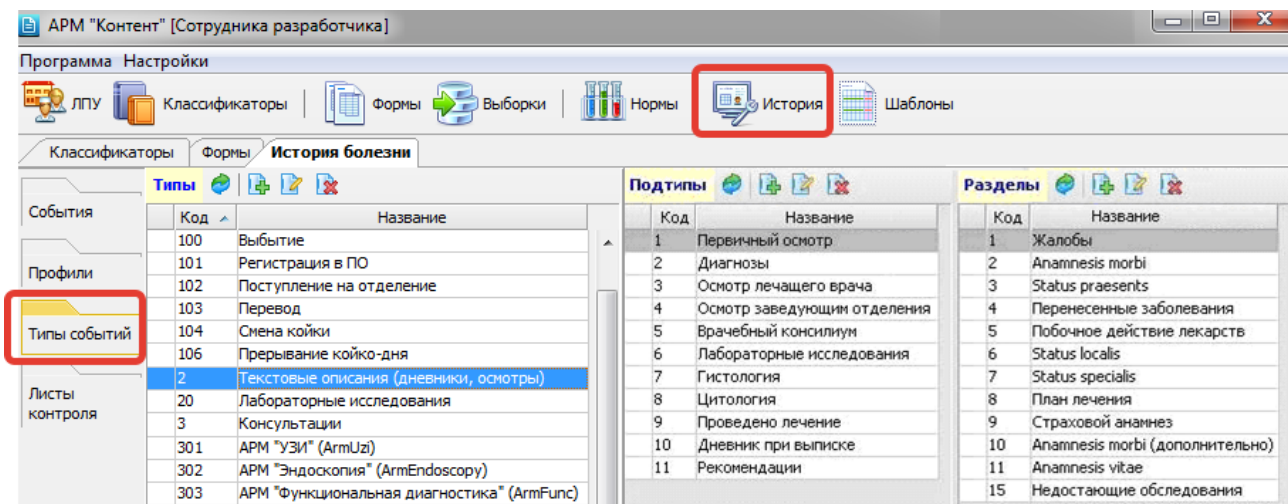 АРМ "Контент" [Сотрудника разработчика]
Программа Настройки
ЛПУ Классификаторы Формы Выборки Нормы История Шаблоны
Классификаторы Формы История болезни
События
Профили
Типы событий
Листы
контроля
Типы
Код Название
100 Выбытие
101 Регистрация в ПО
102 Поступление на отделение
103 Перевод
104 Смена койки
106 Прерывание койко-дня
2 Текстовые описания (дневники, осмотры)
20 Лабораторные исследования
3 Консультации
301 АРМ "УЗИ" (ArmUzi)
302 АРМ "Эндоскопия" (ArmEndoscopy)
303 АРМ "Функциональная диагностика" (ArmFunc)
Подтипы
Код Название
1 Первичный осмотр
2 Диагнозы
3 Осмотр лечащего врача
4 Осмотр заведующим отделения
5 Врачебный консилиум
6 Лабораторные исследования
7 Гистология
8 Цитология
9 Проведено лечение
10 Дневник при выписке
11 Рекомендации
Разделы
Код Название
1 Жалобы
2 Anamnesis morbi
3 Status praesents
4 Перенесенные заболевания
5 Побочное действие лекарств
6 Status localis
7 Status specialis
8 План лечения
9 Страховой анамнез
10 Anamnesis morbi (дополнительно)
11 Anamnesis vitae
15 Недостающие обследования